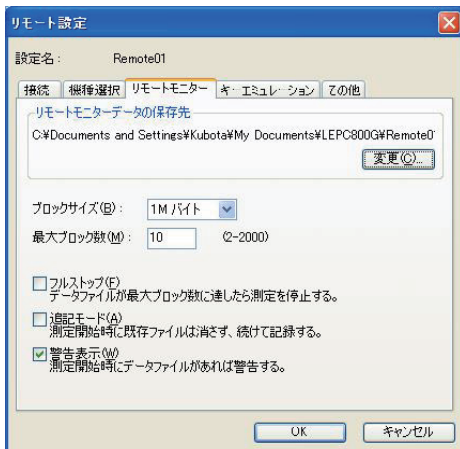 リモート設定
設定名： Remote01
接続 機種選択 リモートモニター キーエミュレーション その他
リモートモニターデータの保存先
C:¥Documents and Settings¥Kubota¥My Documents¥LEPC800G¥Remote0
変更(C)...
ブロックサイズ(B)： 1M バイト
最大ブロック数(M)： 10 (2-2000)
フルストップ(F)
データファイルが最大ブロック数に達したら測定を停止する。
追記モード(A)
測定開始時に既存ファイルは消さず、続けて記録する。
警告表示(W)
測定開始時にデータファイルがあれば警告する。
OK キャンセル